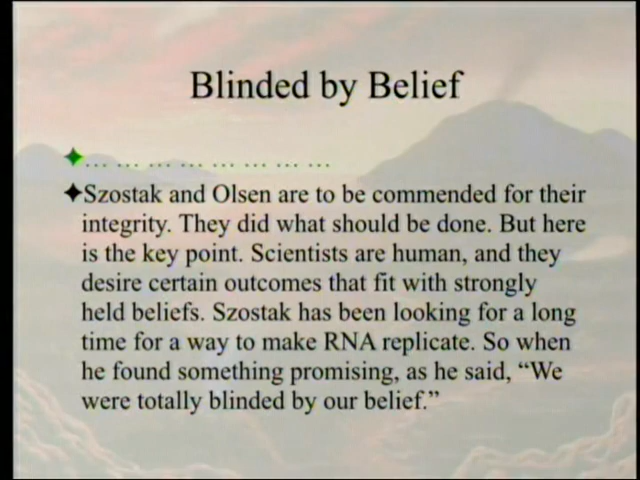 Blinded by Belief
... ... ... ... ... ... ... ...
Szostak and Olsen are to be commended for their
integrity. They did what should be done. But here
is the key point. Scientists are human, and they
desire certain outcomes that fit with strongly
held beliefs. Szostak has been looking for a long
time for a way to make RNA replicate. So when
he found something promising, as he said, “We
were totally blinded by our belief.”